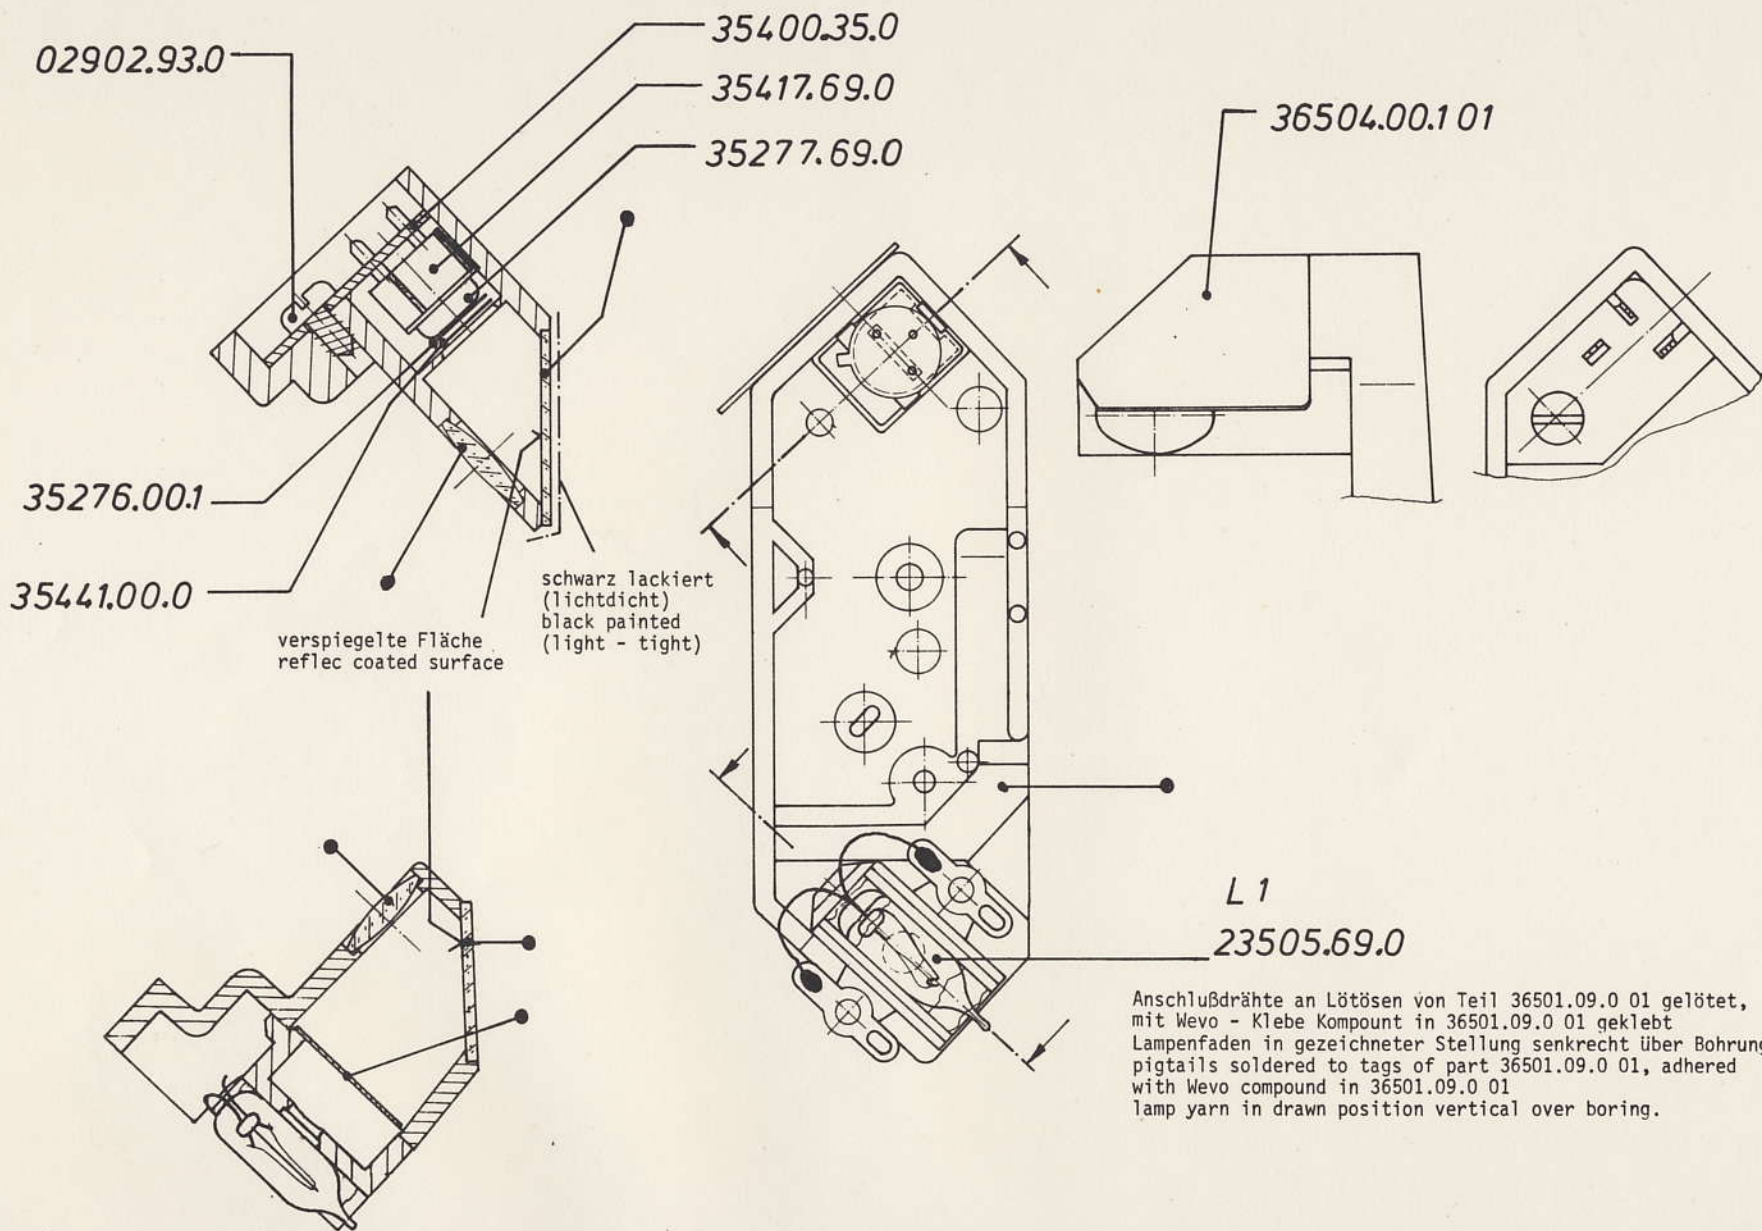 35400.35.0
02902.93.0
35417.69.0
35277.69.0
36504.00.1 01
35276.00.1
35441.00.0
schwarz lackiert
(lichtdicht)
black painted
(light - tight)
verspiegelte Fläche
reflec coated surface
L 1
23505.69.0
Anschlußdrähte an Lötösen von Teil 36501.09.0 01 gelötet,
mit Wevo - Klebe Kompount in 36501.09.0 01 geklebt
Lampenfaden in gezeichneter Stellung senkrecht über Bohrung
pigtails soldered to tags of part 36501.09.0 01, adhered
with Wevo compound in 36501.09.0 01
lamp yarn in drawn position vertical over boring.